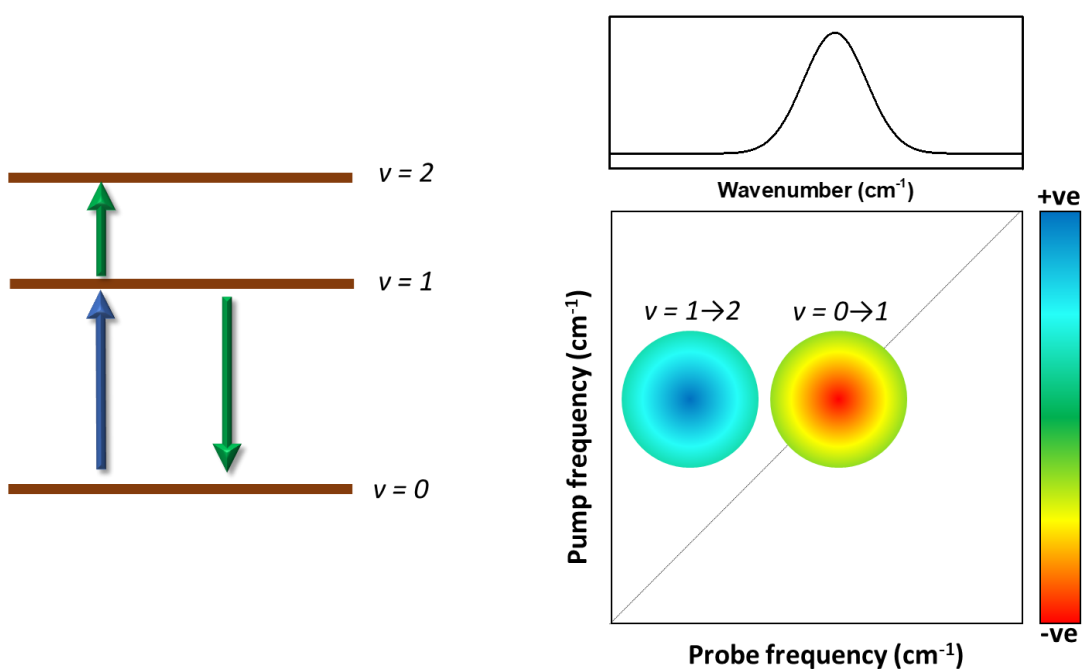 v = 2
v = 1
v = 0
Wavenumber (cm⁻¹)
+ve
v = 1→2
v = 0→1
Pump frequency (cm⁻¹)
-ve
Probe frequency (cm⁻¹)